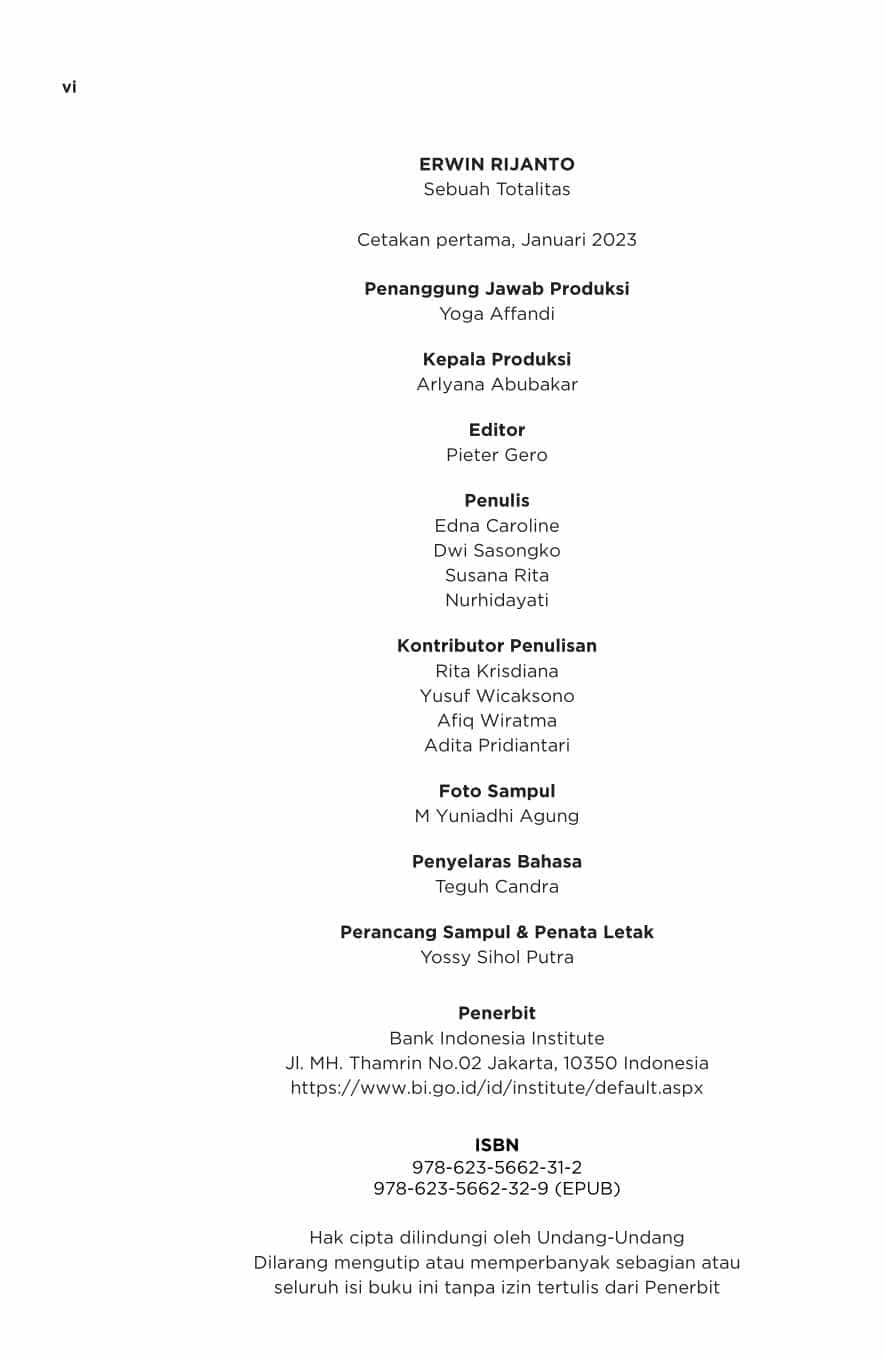 vi
ERWIN RIJANTO
Sebuah Totalitas
Cetakan pertama, Januari 2023
Penanggung Jawab Produksi
Yoga Affandi
Kepala Produksi
Arlyana Abubakar
Editor
Pieter Gero
Penulis
Edna Caroline
Dwi Sasongko
Susana Rita
Nurhidayati
Kontributor Penulisan
Rita Krisdiana
Yusuf Wicaksono
Afiq Wiratma
Adita Pridiantari
Foto Sampul
M Yuniadhi Agung
Penyelaras Bahasa
Teguh Candra
Perancang Sampul & Penata Letak
Yossy Sihol Putra
Penerbit
Bank Indonesia Institute
Jl. MH. Thamrin No.02 Jakarta, 10350 Indonesia
https://www.bi.go.id/id/institute/default.aspx
ISBN
978-623-5662-31-2
978-623-5662-32-9 (EPUB)
Hak cipta dilindungi oleh Undang-Undang
Dilarang mengutip atau memperbanyak sebagian atau
seluruh isi buku ini tanpa izin tertulis dari Penerbit